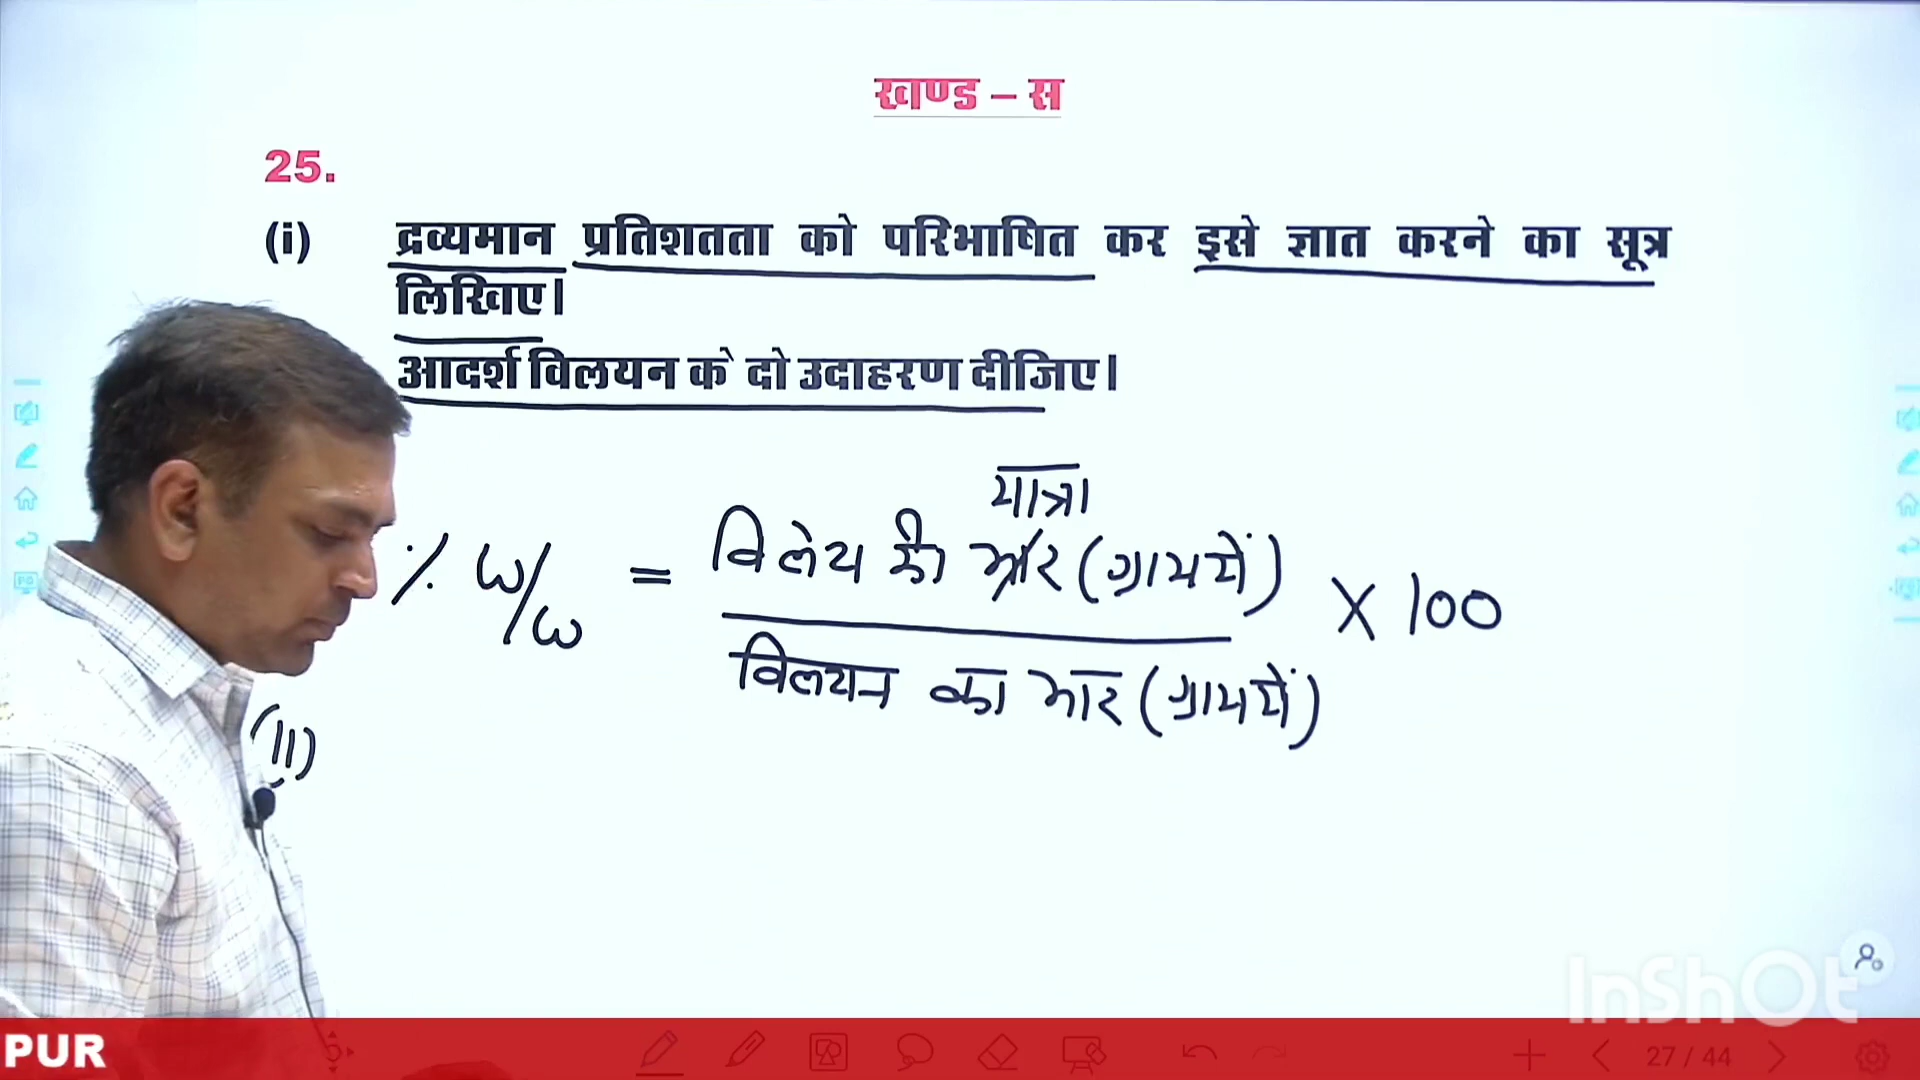 खण्ड – स
25.
(i) द्रव्यमान प्रतिशतता को परिभाषित कर इसे ज्ञात करने का सूत्र
लिखिए।
आदर्श विलयन के दो उदाहरण दीजिए।
मात्रा
% w/w = विलेय की भार (ग्राम में) × 100
विलयन का भार (ग्राम में)
(II)
InShOt
PUR
27 / 44